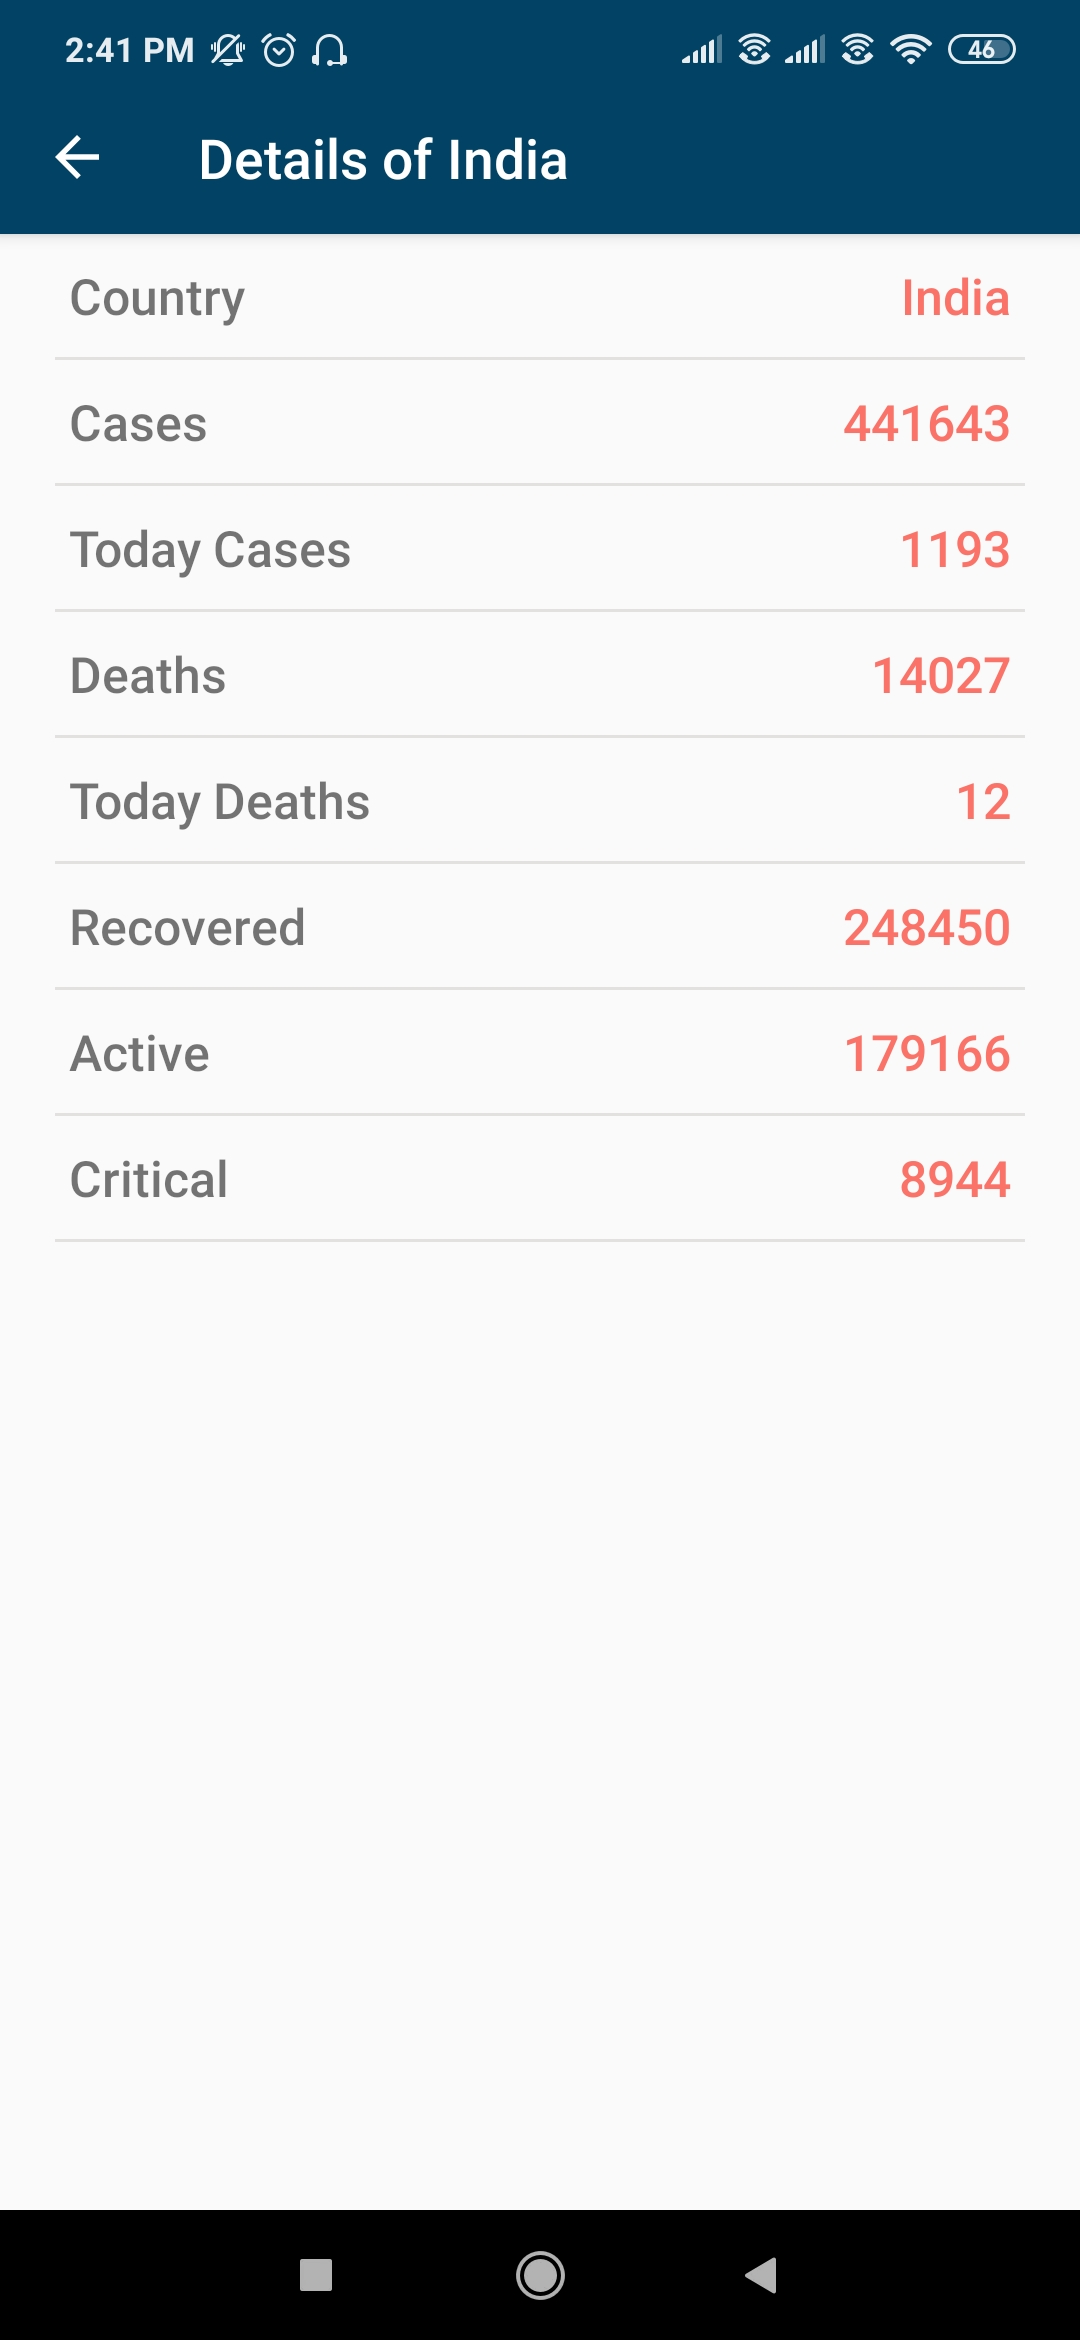 2:41 PM 46
Details of India
Country India
Cases 441643
Today Cases 1193
Deaths 14027
Today Deaths 12
Recovered 248450
Active 179166
Critical 8944